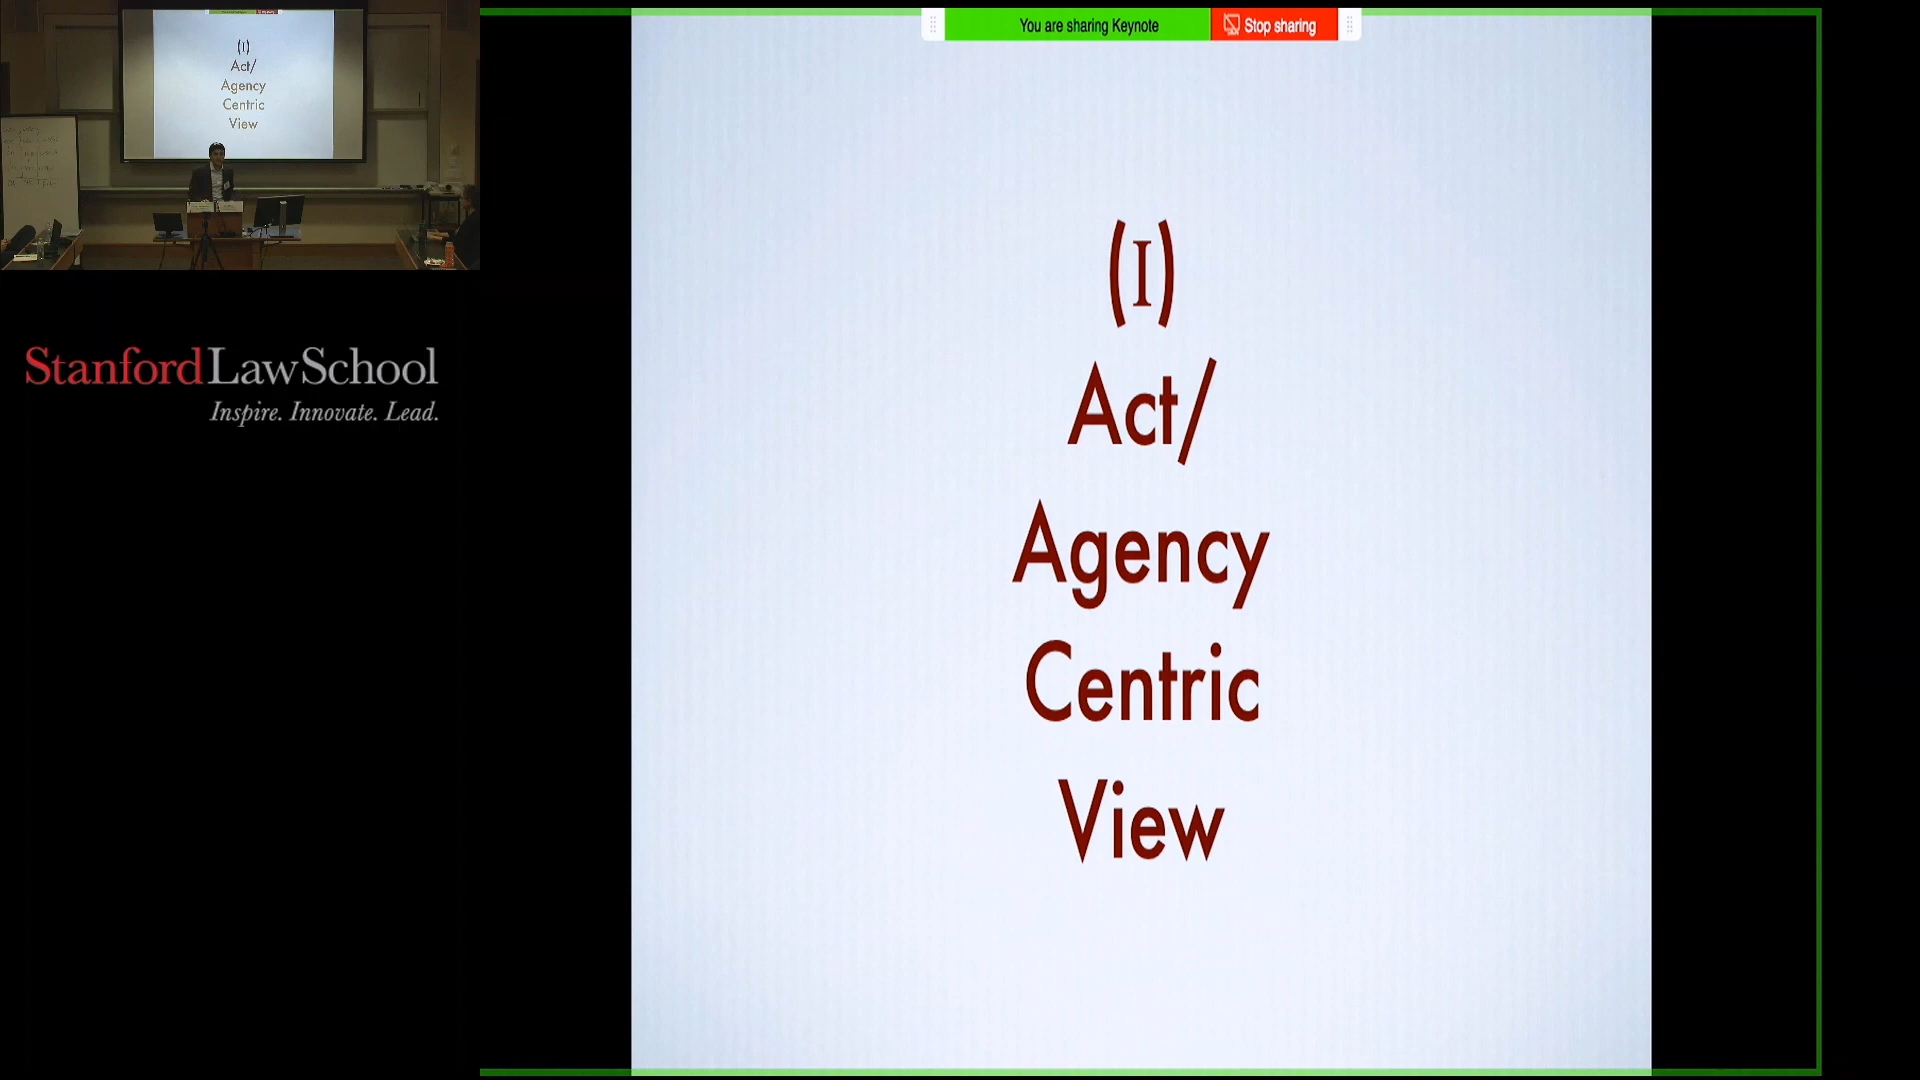 (I)
Act/
Agency
Centric
View
Stanford Law School
Inspire. Innovate. Lead.
You are sharing Keynote
Stop sharing
(I)
Act/
Agency
Centric
View